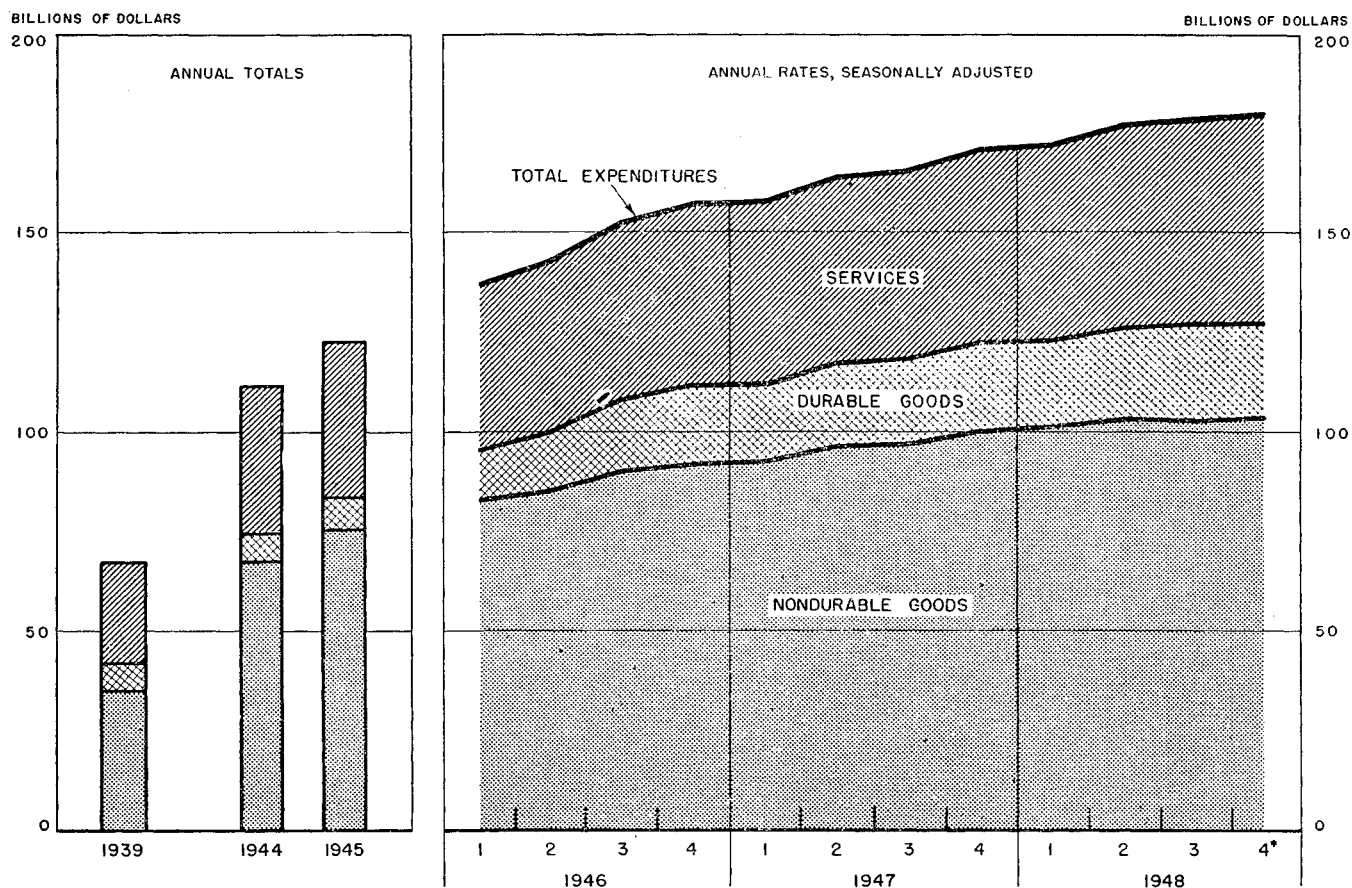 BILLIONS OF DOLLARS
BILLIONS OF DOLLARS
200
200
ANNUAL TOTALS
ANNUAL RATES, SEASONALLY ADJUSTED
TOTAL EXPENDITURES
150
150
SERVICES
DURABLE GOODS
100
100
NONDURABLE GOODS
50
50
0
0
1939 1944 1945
1 2 3 4 1 2 3 4 1 2 3 4*
1946 1947 1948